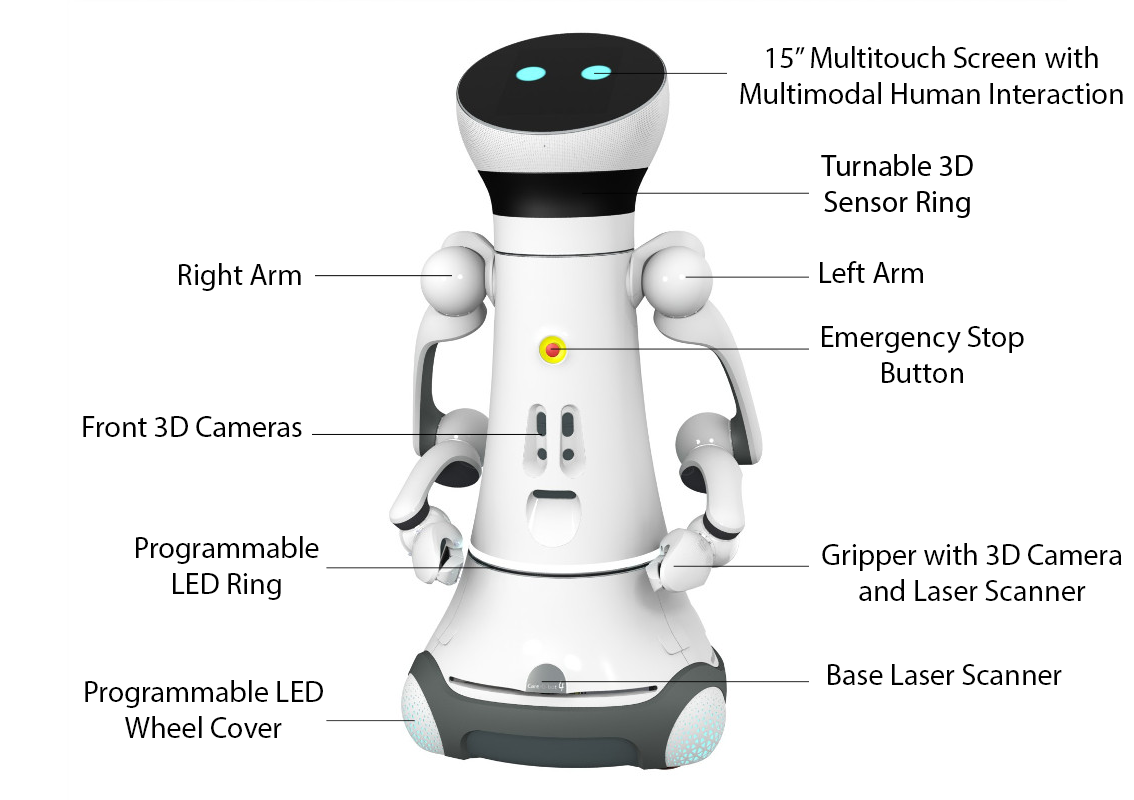 15” Multitouch Screen with
Multimodal Human Interaction
Turnable 3D
Sensor Ring
Right Arm
Left Arm
Emergency Stop
Button
Front 3D Cameras
Programmable
LED Ring
Gripper with 3D Camera
and Laser Scanner
Base Laser Scanner
Programmable LED
Wheel Cover